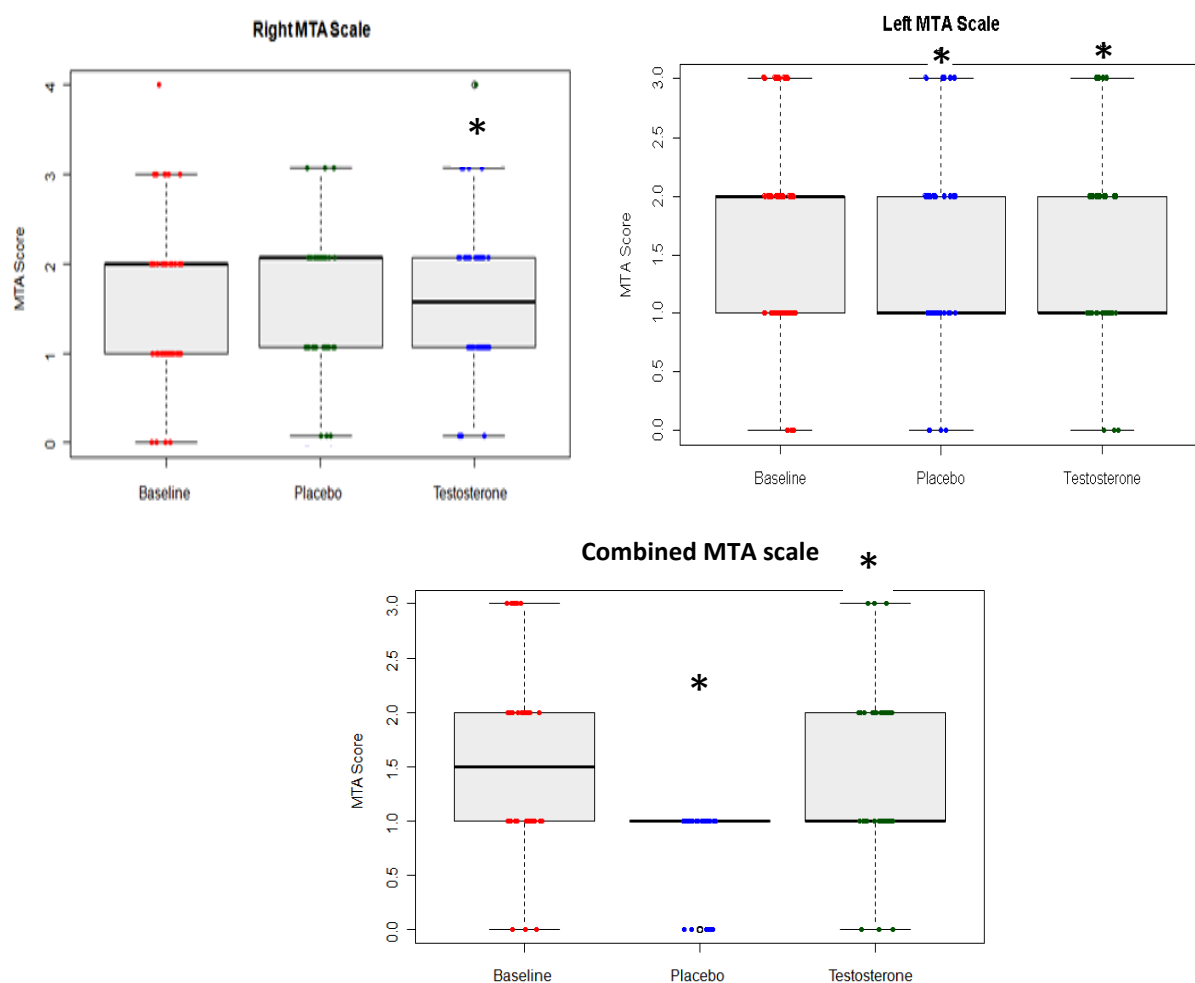 Right MTA Scale
MTA Score
4
3
2
1
0
*
Baseline Placebo Testosterone
Left MTA Scale
MTA Score
3.0
2.5
2.0
1.5
1.0
0.5
0.0
* *
Baseline Placebo Testosterone
Combined MTA scale
MTA Score
3.0
2.5
2.0
1.5
1.0
0.5
0.0
*
*
Baseline Placebo Testosterone